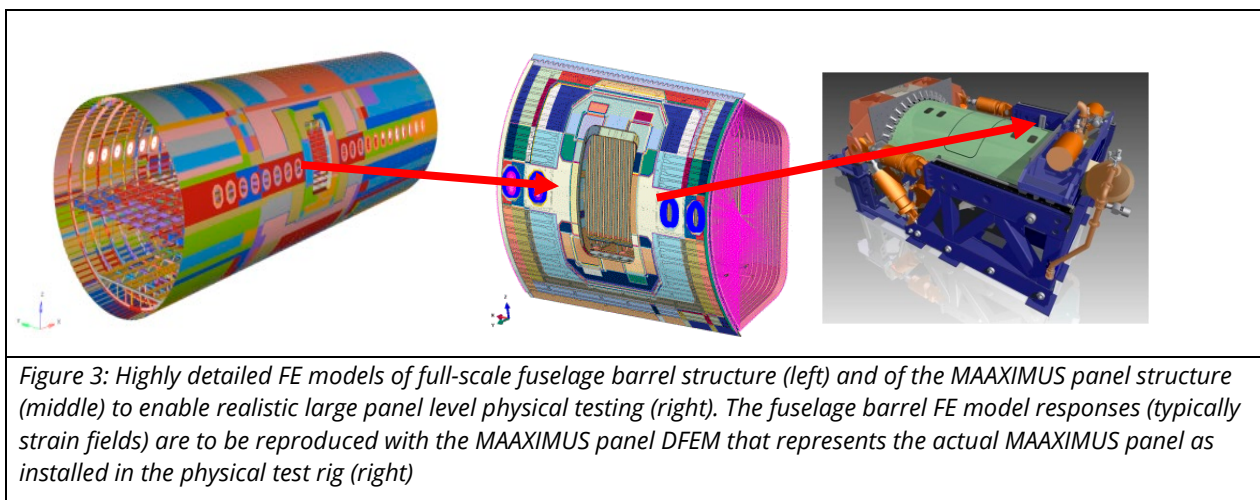 Figure 3: Highly detailed FE models of full-scale fuselage barrel structure (left) and of the MAAXIMUS panel structure
(middle) to enable realistic large panel level physical testing (right). The fuselage barrel FE model responses (typically
strain fields) are to be reproduced with the MAAXIMUS panel DFEM that represents the actual MAAXIMUS panel as
installed in the physical test rig (right)